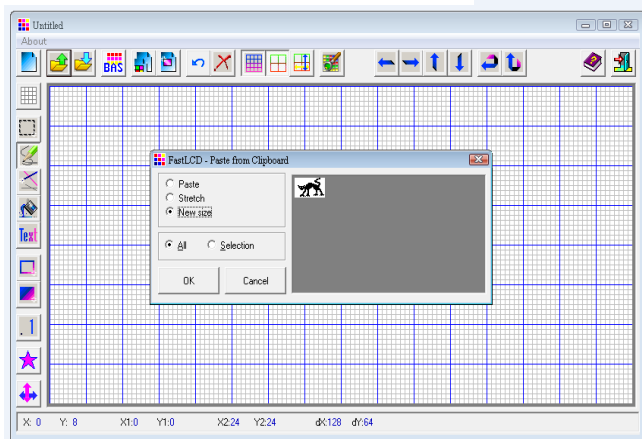 Untitled
About
BAS
FastLCD - Paste from Clipboard
Paste
Stretch
New size
All Selection
OK Cancel
Text
.1
X: 0 Y: 8 X1:0 Y1:0 X2:24 Y2:24 dX:128 dY:64